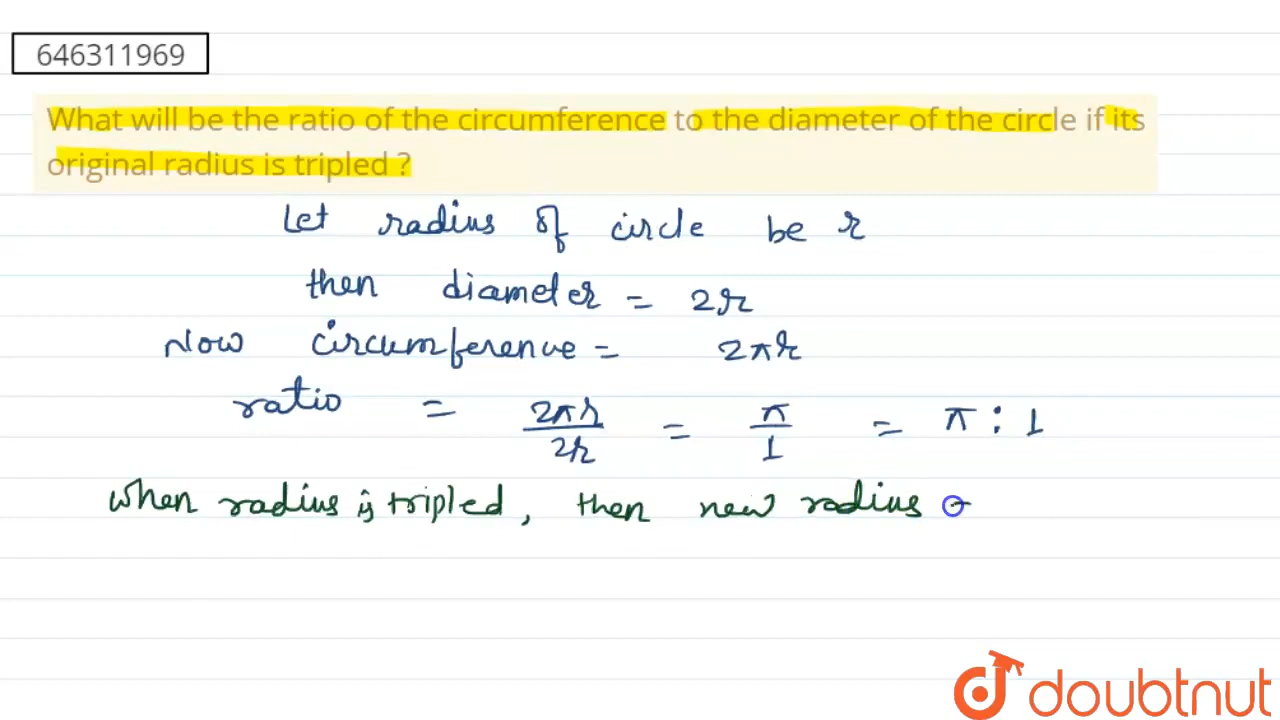 646311969
What will be the ratio of the circumference to the diameter of the circle if its
original radius is tripled ?
Let radius of circle be r
then diameter = 2r
Now circumference = 2πr
ratio = 2πr/2r = π/1 = π : 1
when radius is tripled, then new radius
doubtnut